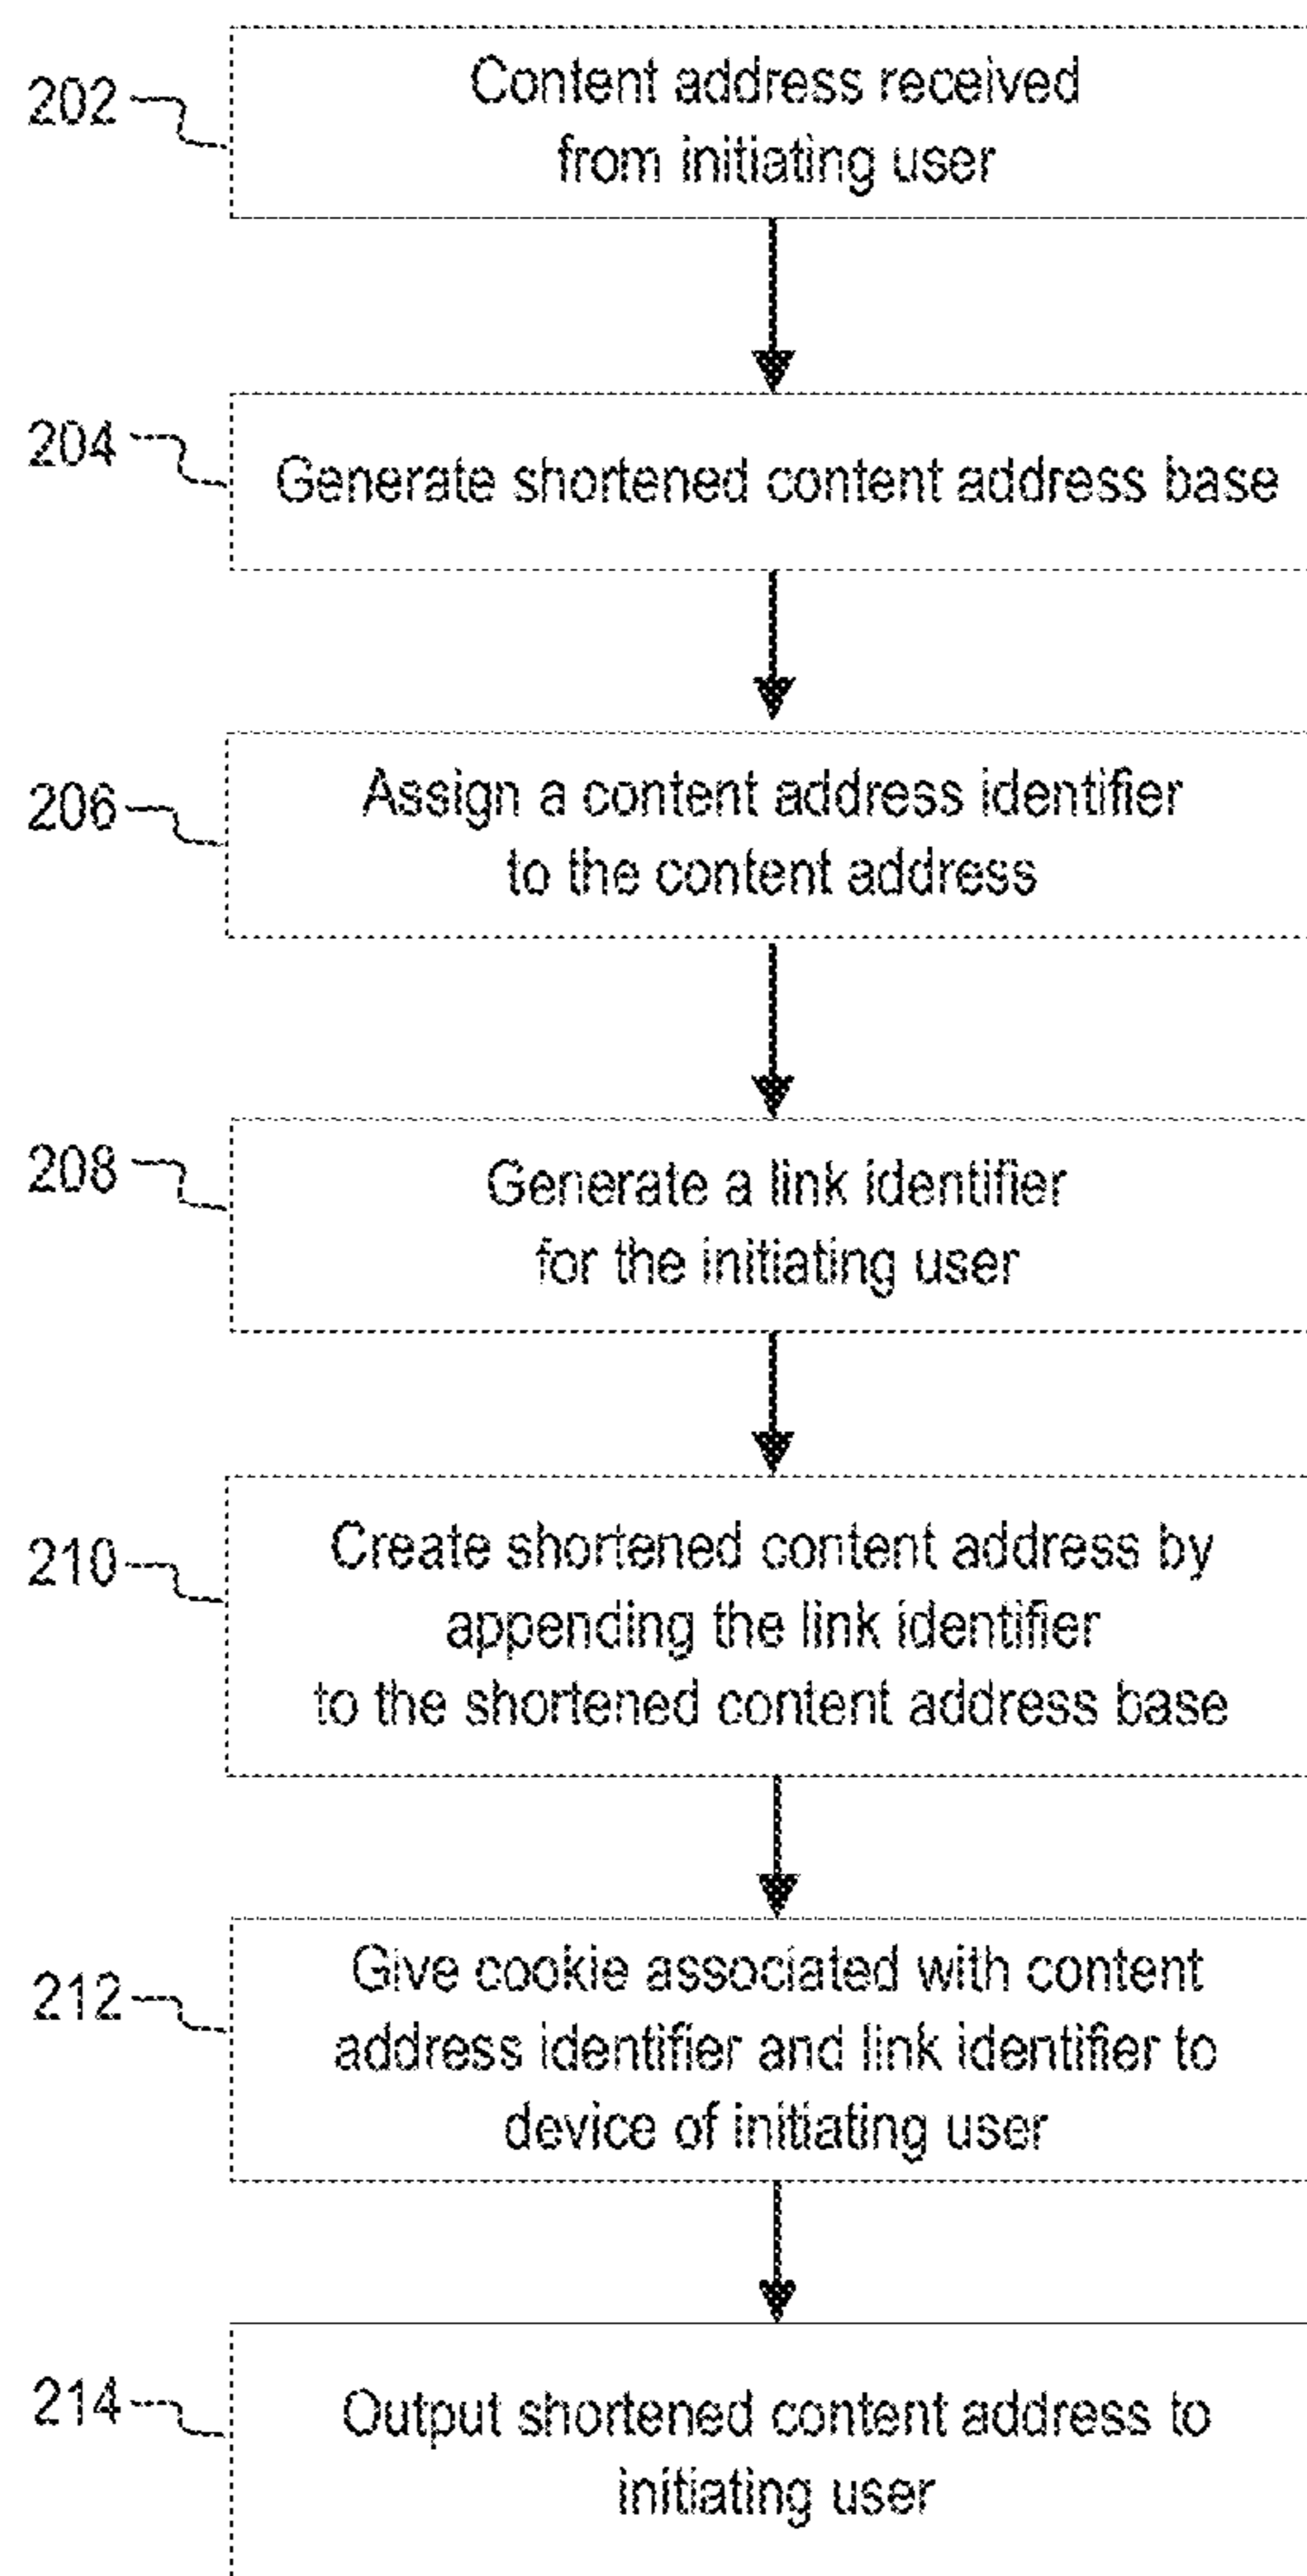 202
Content address received
from initiating user
204
Generate shortened content address base
206
Assign a content address identifier
to the content address
208
Generate a link identifier
for the initiating user
210
Create shortened content address by
appending the link identifier
to the shortened content address base
212
Give cookie associated with content
address identifier and link identifier to
device of initiating user
214
Output shortened content address to
initiating user